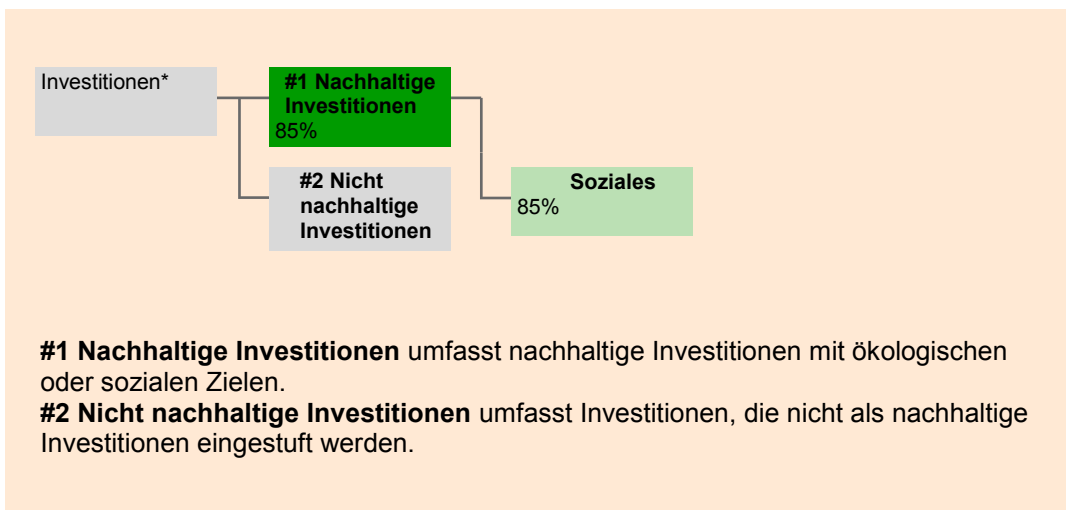 Investitionen*
#1 Nachhaltige
Investitionen
85%
#2 Nicht
nachhaltige
Investitionen
Soziales
85%
#1 Nachhaltige Investitionen umfasst nachhaltige Investitionen mit ökologischen
oder sozialen Zielen.
#2 Nicht nachhaltige Investitionen umfasst Investitionen, die nicht als nachhaltige
Investitionen eingestuft werden.